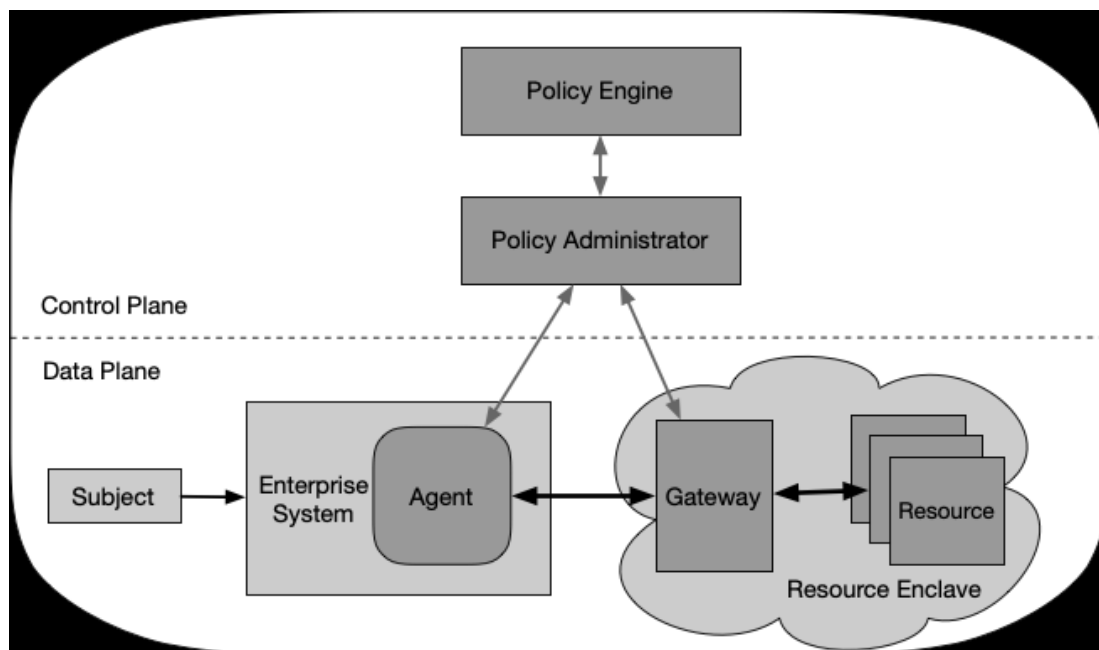 Policy Engine
Policy Administrator
Control Plane
Data Plane
Subject
Enterprise
System
Agent
Gateway
Resource
Resource Enclave